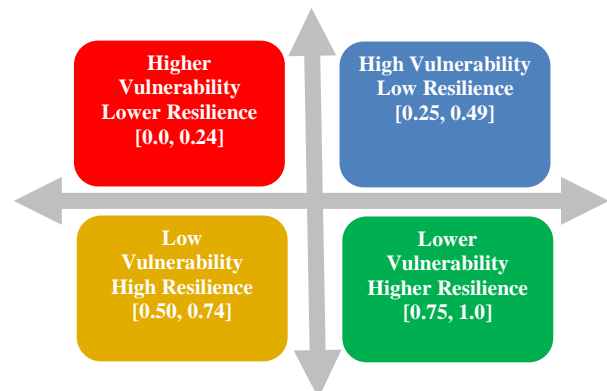 Higher
Vulnerability
Lower Resilience
[0.0, 0.24]
High Vulnerability
Low Resilience
[0.25, 0.49]
Low
Vulnerability
High Resilience
[0.50, 0.74]
Lower
Vulnerability
Higher Resilience
[0.75, 1.0]